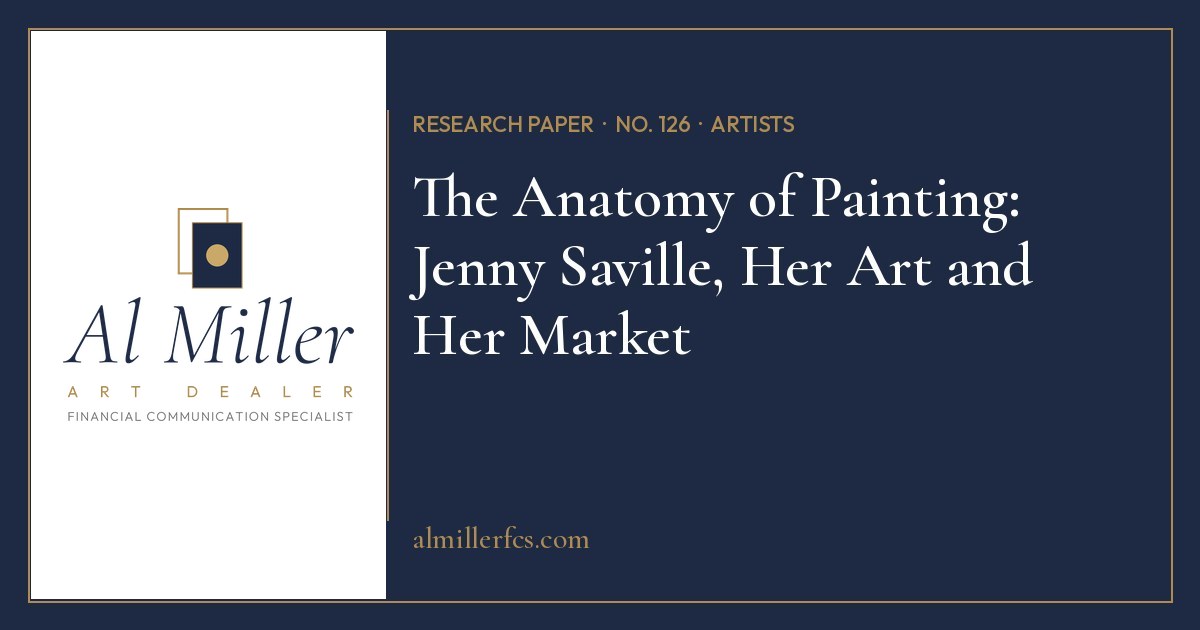 Al Miller
ART DEALER
FINANCIAL COMMUNICATION SPECIALIST
RESEARCH PAPER · NO. 126 · ARTISTS
The Anatomy of Painting:
Jenny Saville, Her Art and
Her Market
almillerfcs.com